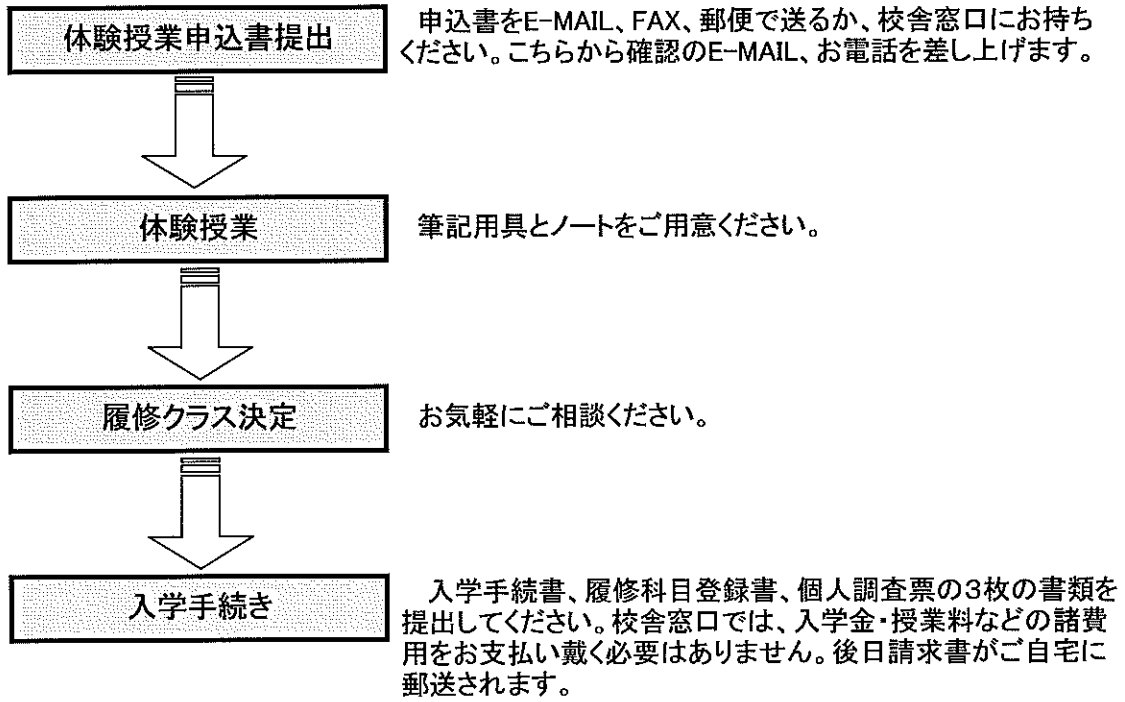 体験授業申込書提出
申込書をE-MAIL、FAX、郵便で送るか、校舎窓口にお持ち
ください。こちらから確認のE-MAIL、お電話を差し上げます。
体験授業
筆記用具とノートをご用意ください。
履修クラス決定
お気軽にご相談ください。
入学手続き
入学手続書、履修科目登録書、個人調査票の3枚の書類を
提出してください。校舎窓口では、入学金・授業料などの諸費
用をお支払い戴く必要はありません。後日請求書がご自宅に
郵送されます。